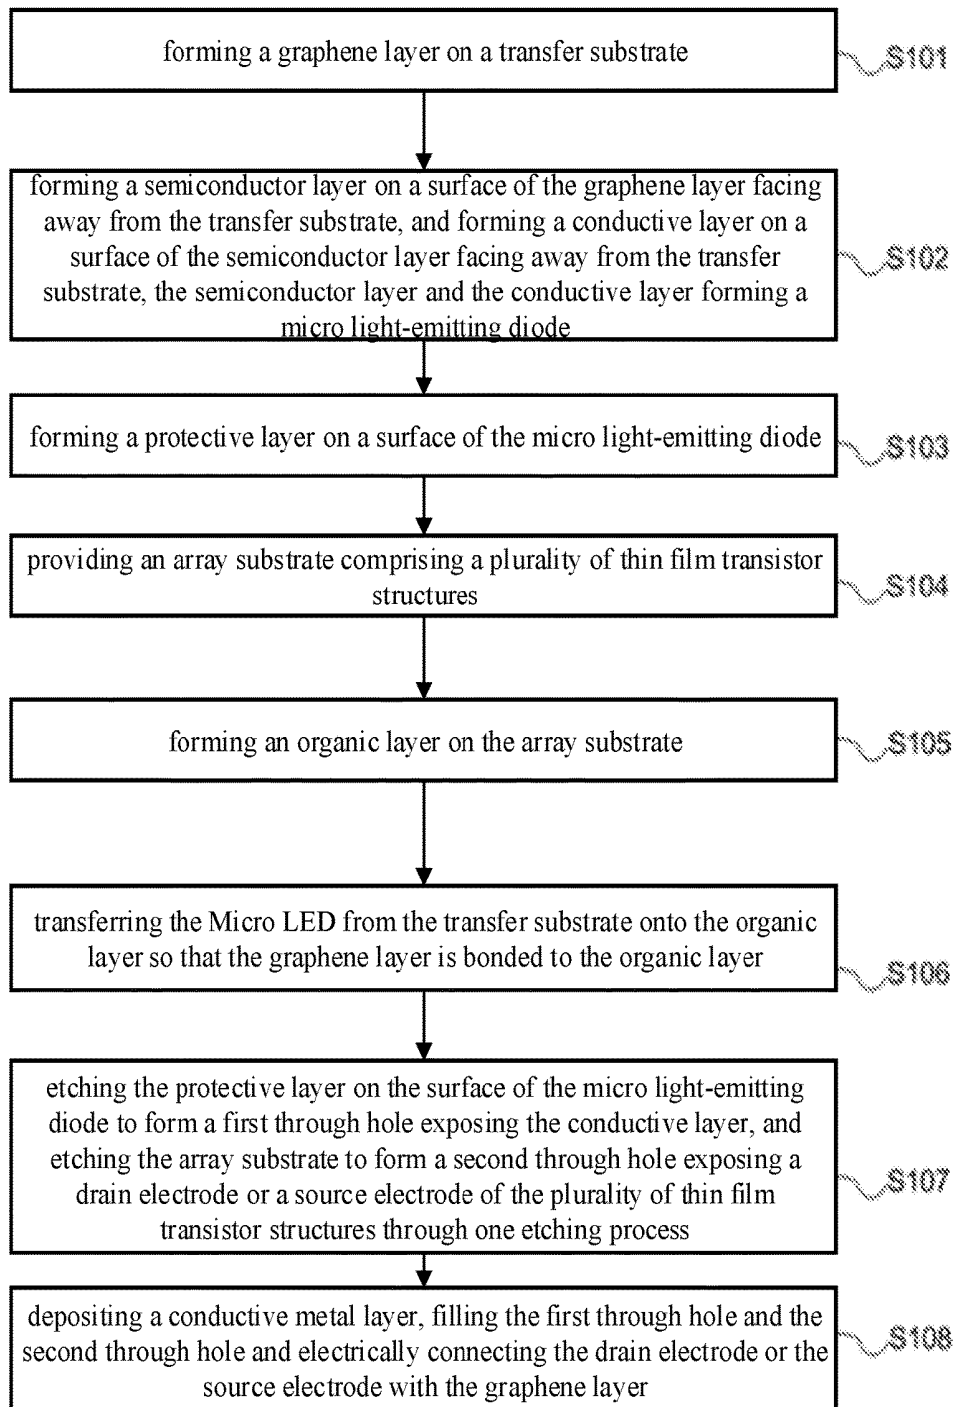 forming a graphene layer on a transfer substrate
S101
forming a semiconductor layer on a surface of the graphene layer facing
away from the transfer substrate, and forming a conductive layer on a
surface of the semiconductor layer facing away from the transfer
substrate, the semiconductor layer and the conductive layer forming a
micro light-emitting diode
S102
forming a protective layer on a surface of the micro light-emitting diode
S103
providing an array substrate comprising a plurality of thin film transistor
structures
S104
forming an organic layer on the array substrate
S105
transferring the Micro LED from the transfer substrate onto the organic
layer so that the graphene layer is bonded to the organic layer
S106
etching the protective layer on the surface of the micro light-emitting
diode to form a first through hole exposing the conductive layer, and
etching the array substrate to form a second through hole exposing a
drain electrode or a source electrode of the plurality of thin film
transistor structures through one etching process
S107
depositing a conductive metal layer, filling the first through hole and the
second through hole and electrically connecting the drain electrode or the
source electrode with the graphene layer
S108